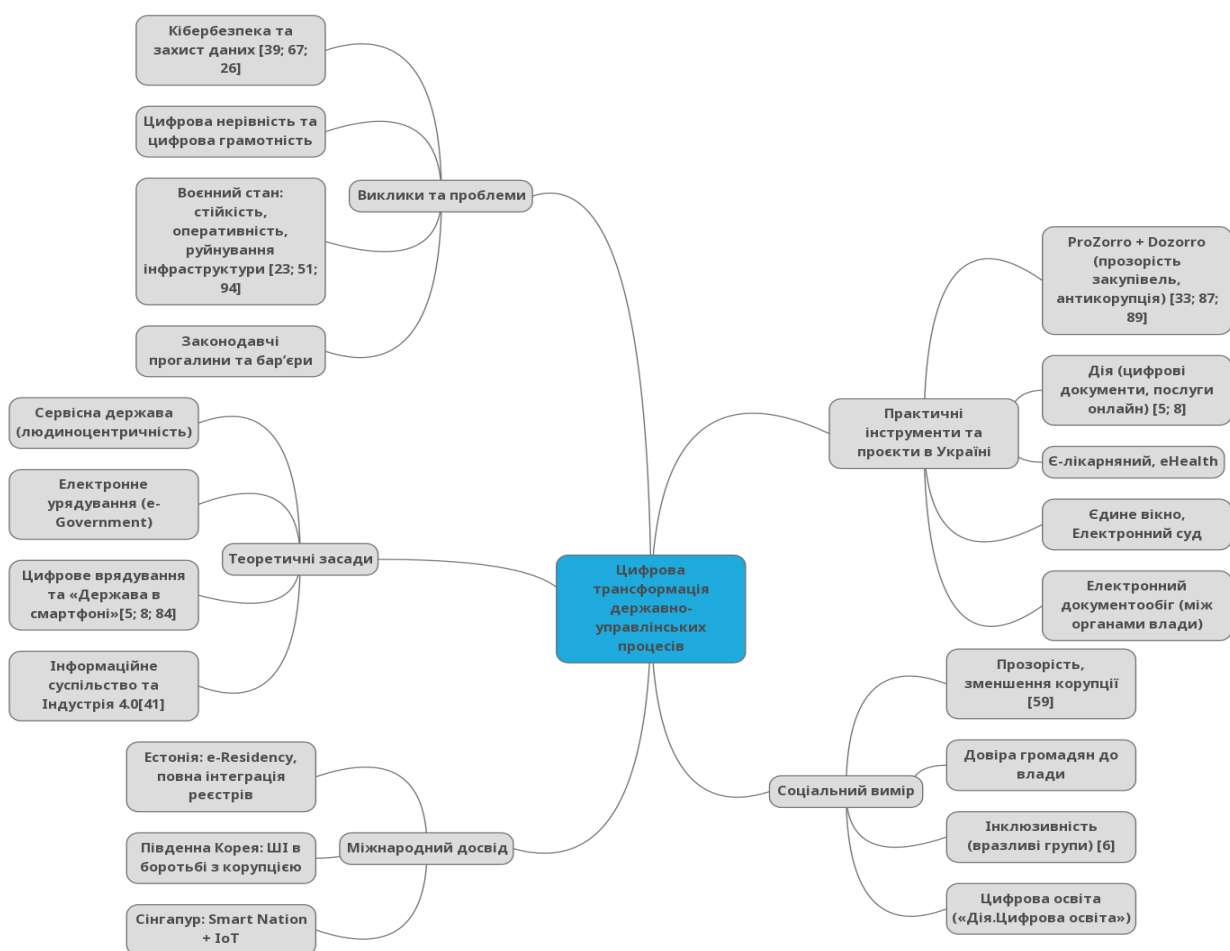 Кібербезпека та
захист даних [39; 67;
26]
Цифрова нерівність та
цифрова грамотність
Воєнний стан:
стійкість,
оперативність,
руйнування
інфраструктури [23; 51;
94]
Законодавчі
прогалини та бар’єри
Виклики та проблеми
Сервісна держава
(людиноцентричність)
Електронне
урядування (e-
Government)
Цифрове врядування
та «Держава в
смартфоні»[5; 8; 84]
Інформаційне
суспільство та
Індустрія 4.0[41]
Теоретичні засади
Естонія: e-Residency,
повна інтеграція
реєстрів
Південна Корея: ШІ в
боротьбі з корупцією
Сінгапур: Smart Nation
+ IoT
Міжнародний досвід
Цифрова
трансформація
державно-
управлінських
процесів
Практичні
інструменти та
проєкти в Україні
ProZorro + Dozorro
(прозорість
закупівель,
антикорупція) [33; 87;
89]
Дія (цифрові
документи, послуги
онлайн) [5; 8]
Є-лікарняний, eHealth
Єдине вікно,
Електронний суд
Електронний
документообіг (між
органами влади)
Соціальний вимір
Прозорість,
зменшення корупції
[59]
Довіра громадян до
влади
Інклюзивність
(вразливі групи) [6]
Цифрова освіта
(«Дія.Цифрова освіта»)